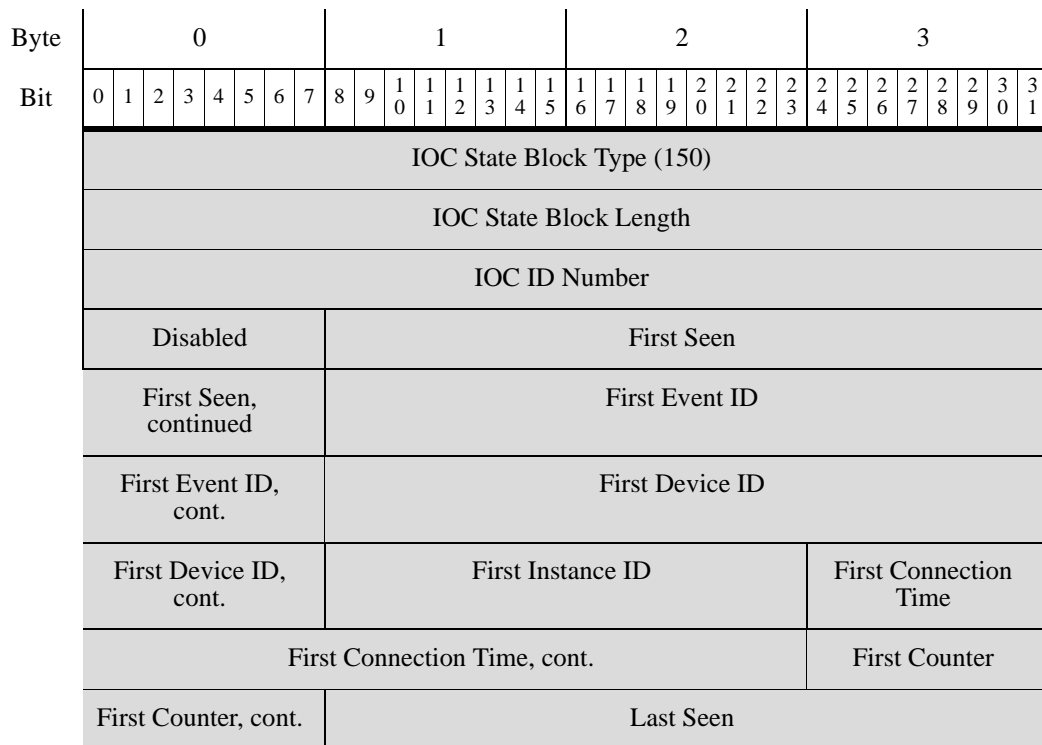 Byte 0 1 2 3
Bit 0 1 2 3 4 5 6 7 8 9 10 11 12 13 14 15 16 17 18 19 20 21 22 23 24 25 26 27 28 29 30 31
IOC State Block Type (150)
IOC State Block Length
IOC ID Number
Disabled First Seen
First Seen,
continued
First Event ID
First Event ID,
cont.
First Device ID
First Device ID,
cont.
First Instance ID
First Connection
Time
First Connection Time, cont. First Counter
First Counter, cont. Last Seen